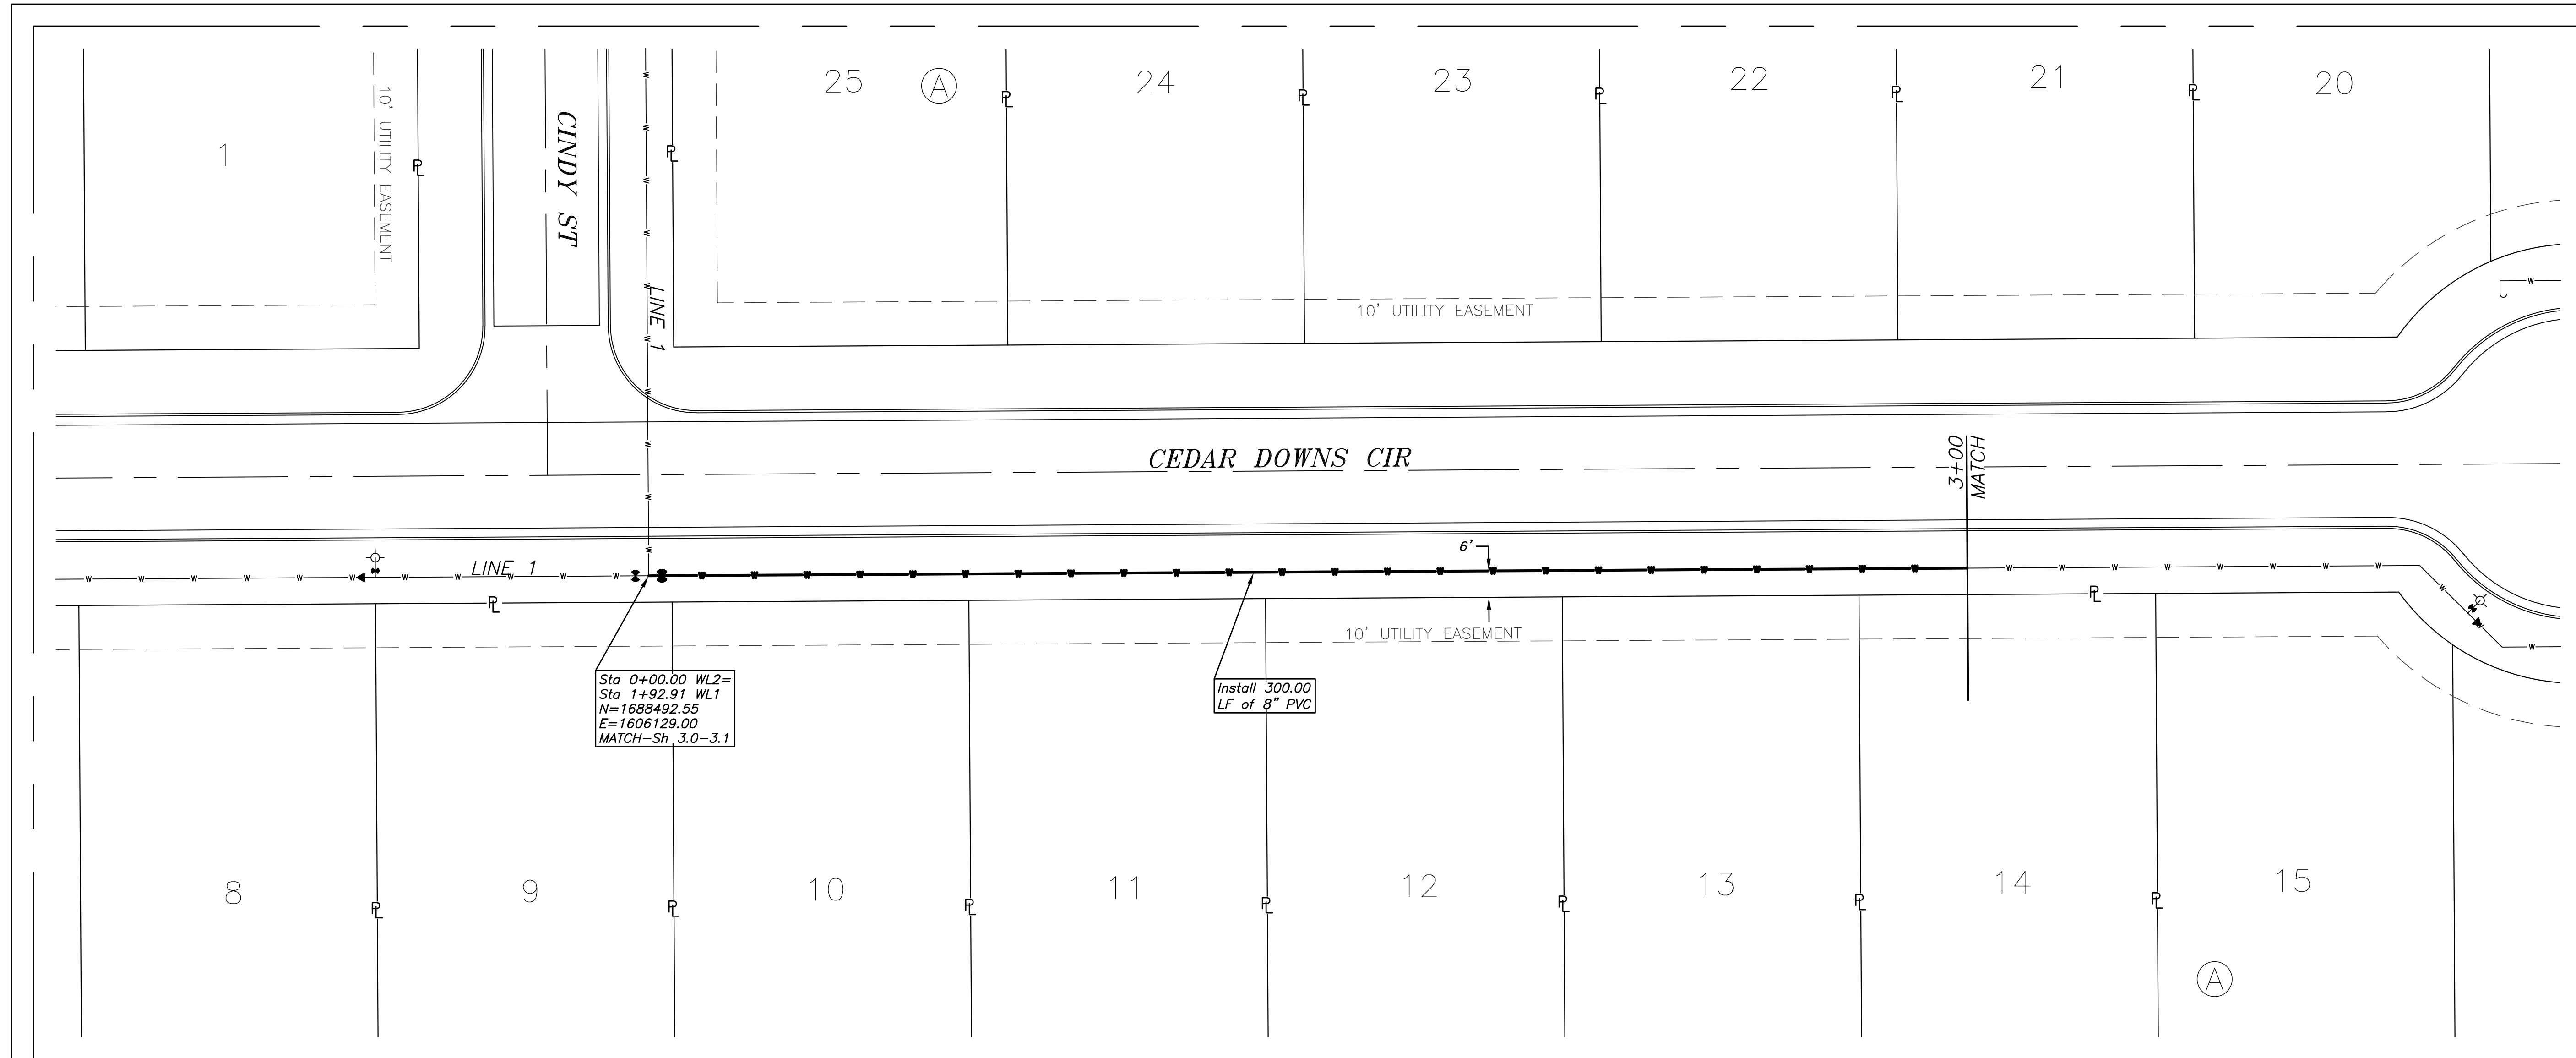 25
A
24
23
22
21
20
1
10' UTILITY EASEMENT
CINDY ST
LINE 1
10' UTILITY EASEMENT
CEDAR DOWNS CIR
3+00
MATCH
6'
LINE 1
10' UTILITY EASEMENT
Sta 0+00.00 WL2=
Sta 1+92.91 WL1
N=1688492.55
E=1606129.00
MATCH-Sh 3.0-3.1
Install 300.00
LF of 8" PVC
8
9
10
11
12
13
14
15
A